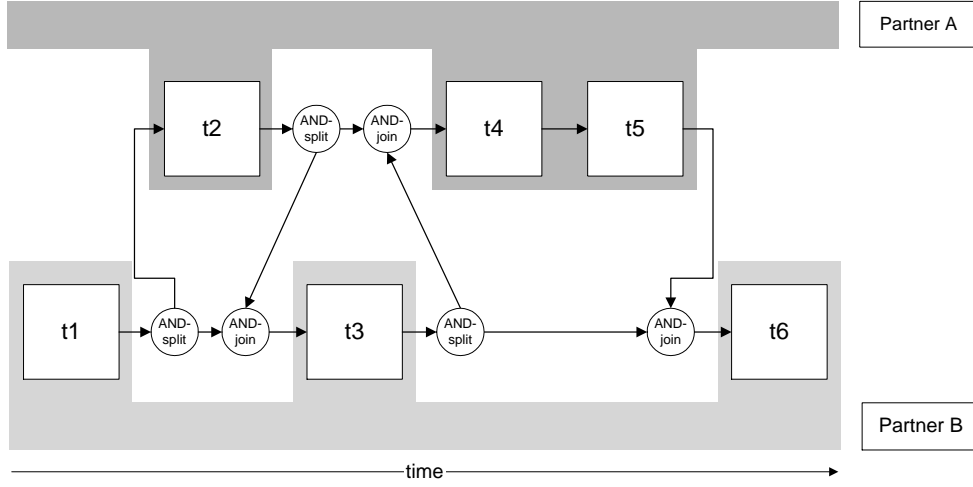 Partner A
t2
AND-
split
AND-
join
t4
t5
t1
AND-
split
AND-
join
t3
AND-
split
AND-
join
t6
Partner B
time